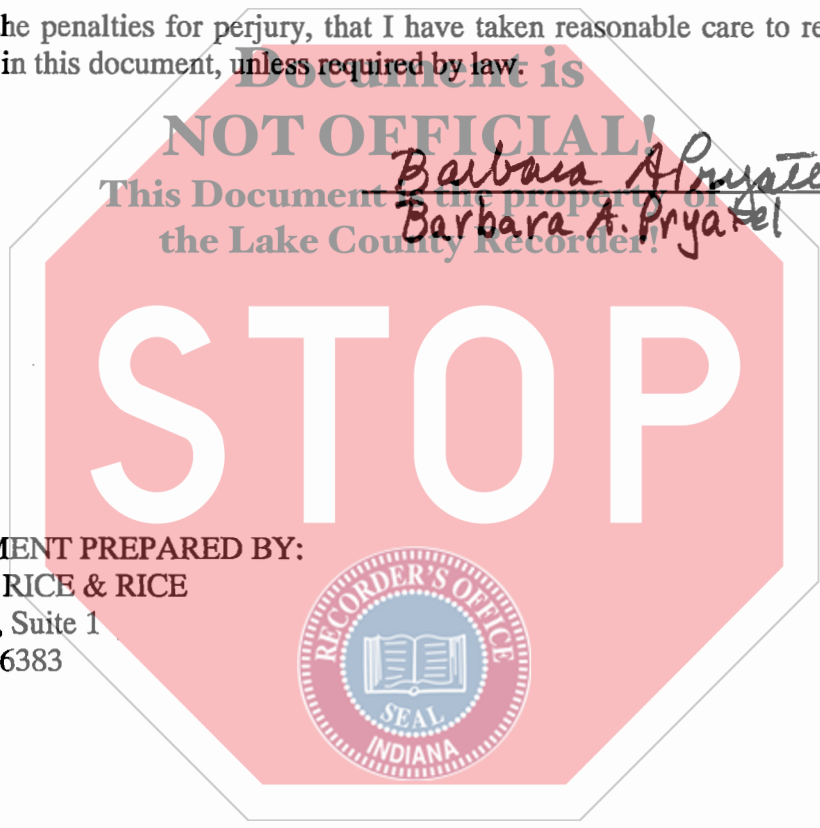 he penalties for perjury, that I have taken reasonable care to re
in this document, unless required by law.
Document is
NOT OFFICIAL!
This Document is the property of
the Lake County Recorder!
Barbara A Pryate
Barbara A. Pryatel
STOP
MENT PREPARED BY:
RICE & RICE
, Suite 1
6383
RECORDER'S OFFICE
SEAL
INDIANA